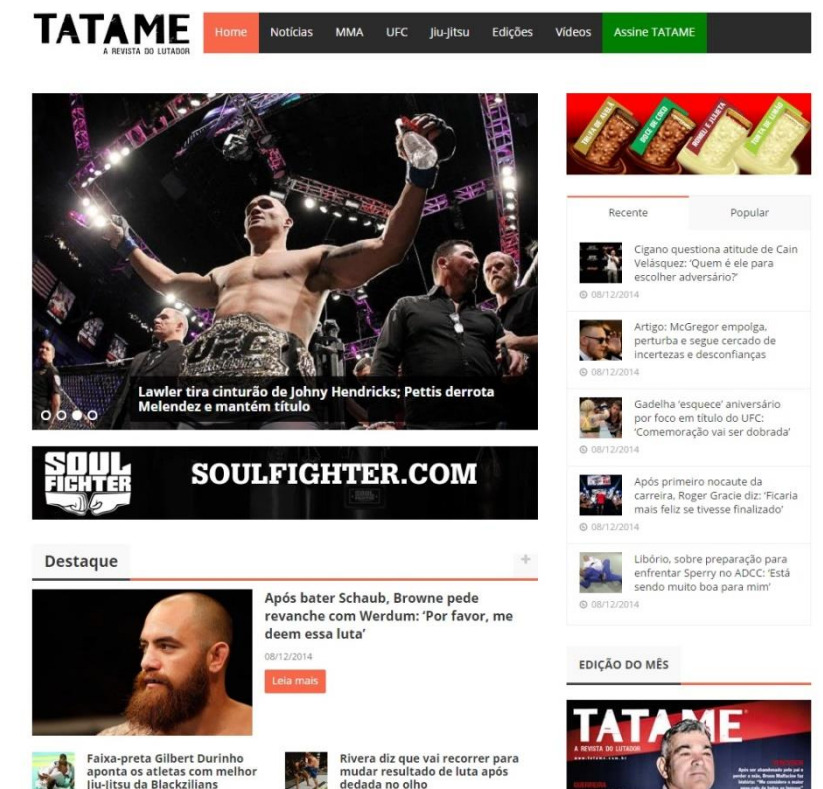 TATAME
A REVISTA DO LUTADOR
Home Notícias MMA UFC Jiu-Jitsu Edições Vídeos Assine TATAME
UFC
Lawler tira cinturão de Johny Hendricks; Pettis derrota
Melendez e mantém título
SOUL
FIGHTER
SOULFIGHTER.COM
Destaque
+
Após bater Schaub, Browne pede
revanche com Werdum: ‘Por favor, me
deem essa luta’
08/12/2014
Leia mais
Faixa-preta Gilbert Durinho
aponta os atletas com melhor
Jiu-Jitsu da Blackzilians
Rivera diz que vai recorrer para
mudar resultado de luta após
dedada no olho
ROMEU E JULIETA
Recente Popular
Cigano questiona atitude de Cain
Velásquez: ‘Quem é ele para
escolher adversário?’
08/12/2014
Artigo: McGregor empolga,
perturba e segue cercado de
incertezas e desconfianças
08/12/2014
Gadelha ‘esquece’ aniversário
por foco em título do UFC:
‘Comemoração vai ser dobrada’
08/12/2014
Após primeiro nocaute da
carreira, Roger Gracie diz: ‘Ficaria
mais feliz se tivesse finalizado’
08/12/2014
Libório, sobre preparação para
enfrentar Sperry no ADCC: ‘Está
sendo muito boa para mim’
08/12/2014
EDIÇÃO DO MÊS
TATAME
A REVISTA DO LUTADOR
www.tatame.com.br